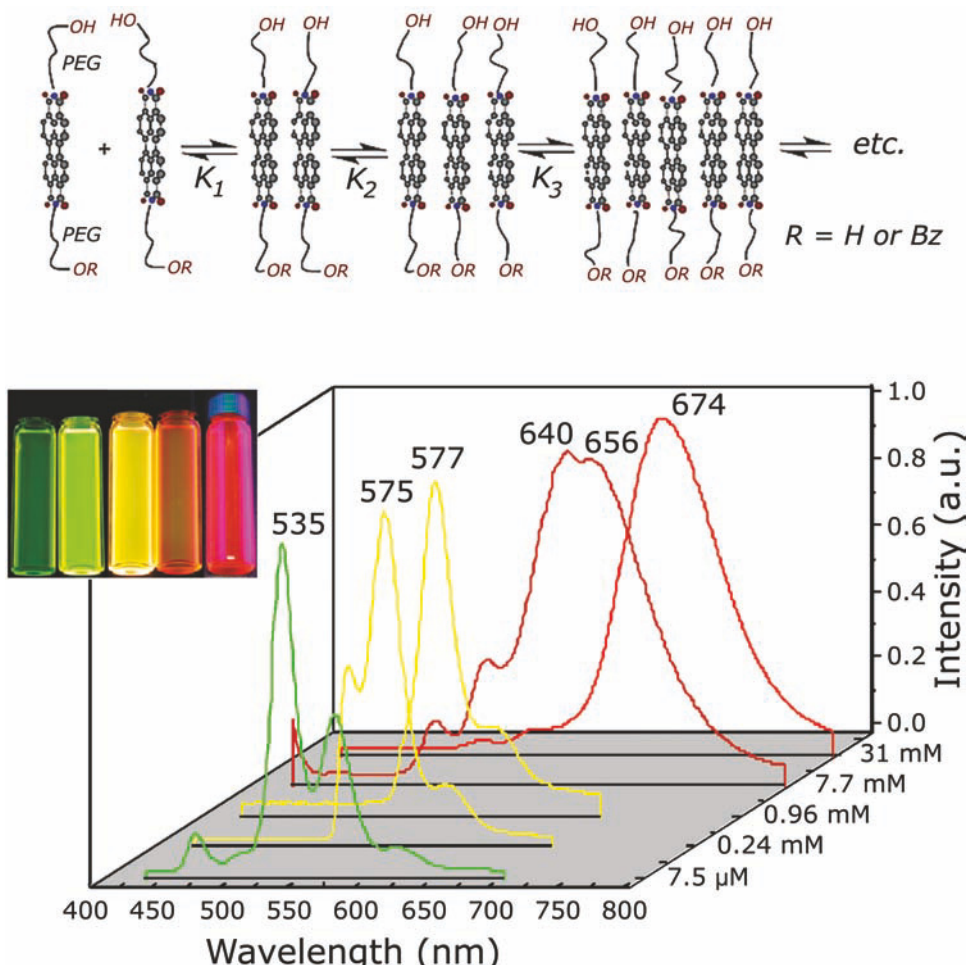 OH HO OH OH OH OH OH HO OH OH OH OH
PEG
+ K1 K2 K3 etc.
PEG
R = H or Bz
OR OR OR OR OR OR OR OR OR OR OR OR
1.0
674
640 656
0.8
577
575
535
0.6
0.4
0.2
0.0
Intensity (a.u.)
31 mM
7.7 mM
0.96 mM
0.24 mM
7.5 μM
400 450 500 550 600 650 700 750 800
Wavelength (nm)